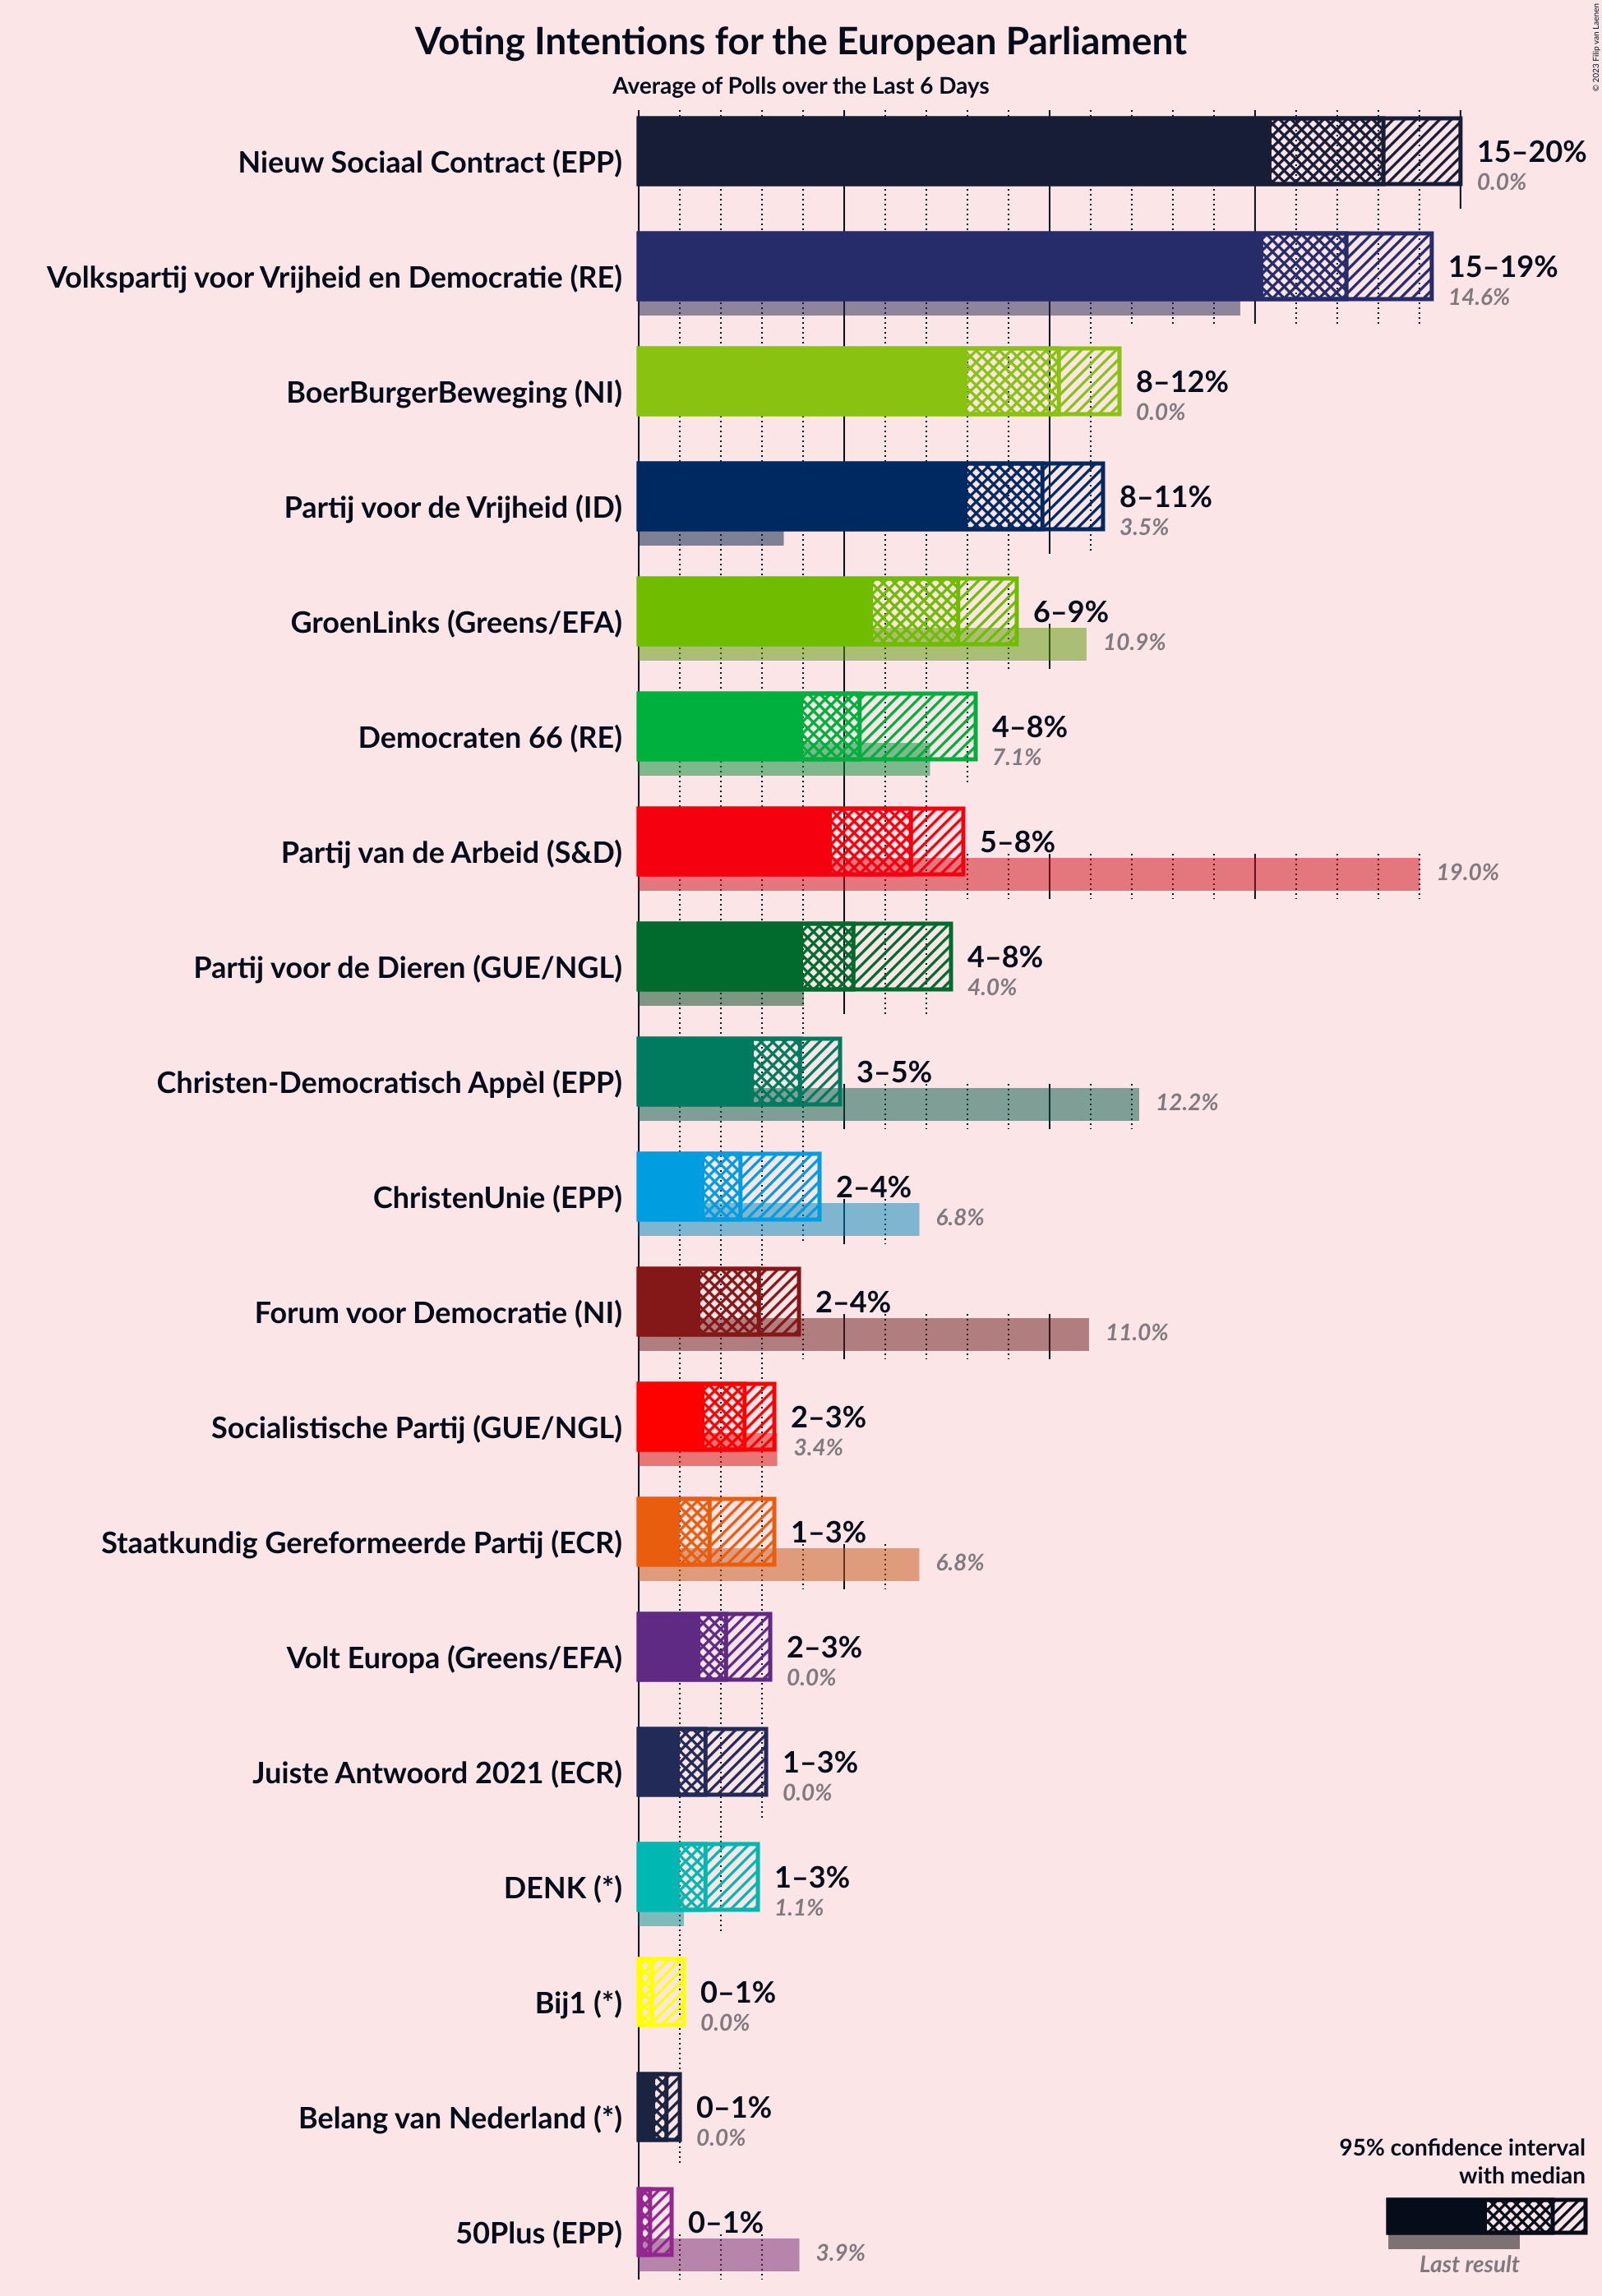 Voting Intentions for the European Parliament
Average of Polls over the Last 6 Days
© 2023 Filip van Laenen
Nieuw Sociaal Contract (EPP)
15–20%
0.0%
Volkspartij voor Vrijheid en Democratie (RE)
15–19%
14.6%
BoerBurgerBeweging (NI)
8–12%
0.0%
Partij voor de Vrijheid (ID)
8–11%
3.5%
GroenLinks (Greens/EFA)
6–9%
10.9%
Democraten 66 (RE)
4–8%
7.1%
Partij van de Arbeid (S&D)
5–8%
19.0%
Partij voor de Dieren (GUE/NGL)
4–8%
4.0%
Christen-Democratisch Appèl (EPP)
3–5%
12.2%
ChristenUnie (EPP)
2–4%
6.8%
Forum voor Democratie (NI)
2–4%
11.0%
Socialistische Partij (GUE/NGL)
2–3%
3.4%
Staatkundig Gereformeerde Partij (ECR)
1–3%
6.8%
Volt Europa (Greens/EFA)
2–3%
0.0%
Juiste Antwoord 2021 (ECR)
1–3%
0.0%
DENK (*)
1–3%
1.1%
Bij1 (*)
0–1%
0.0%
Belang van Nederland (*)
0–1%
0.0%
50Plus (EPP)
0–1%
3.9%
95% confidence interval
with median
Last result